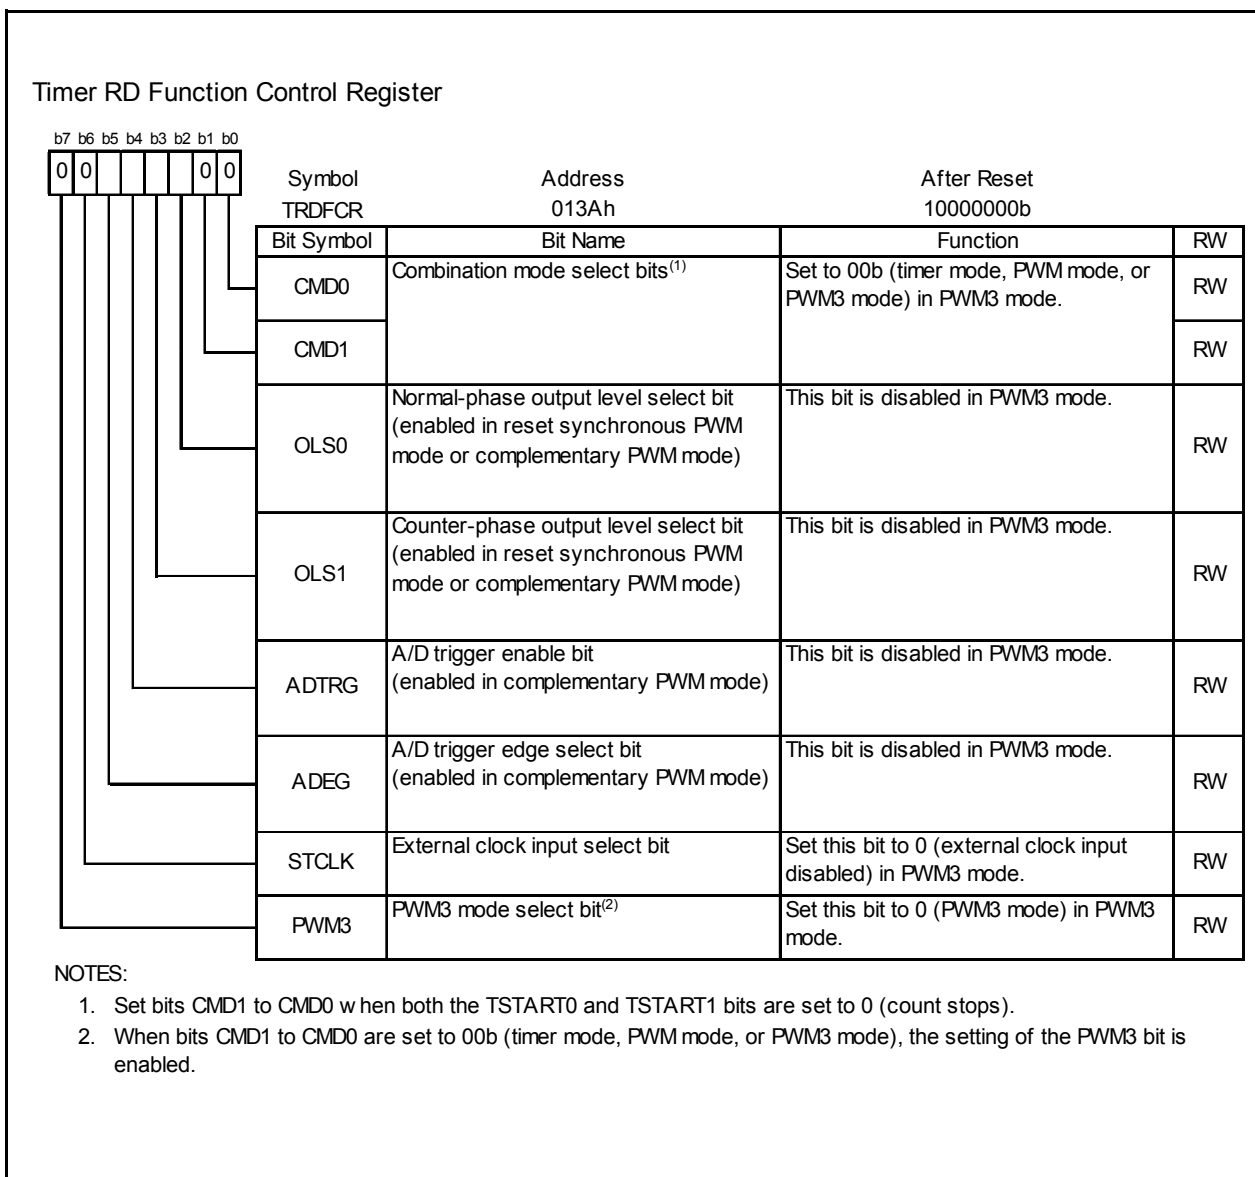 Timer RD Function Control Register
b7 b6 b5 b4 b3 b2 b1 b0
0 0 0 0
Symbol Address After Reset
TRDFCR 013Ah 10000000b
Bit Symbol Bit Name Function RW
CMD0 Combination mode select bits(1) Set to 00b (timer mode, PWM mode, or PWM3 mode) in PWM3 mode. RW
CMD1 RW
OLS0 Normal-phase output level select bit (enabled in reset synchronous PWM mode or complementary PWM mode) This bit is disabled in PWM3 mode. RW
OLS1 Counter-phase output level select bit (enabled in reset synchronous PWM mode or complementary PWM mode) This bit is disabled in PWM3 mode. RW
ADTRG A/D trigger enable bit (enabled in complementary PWM mode) This bit is disabled in PWM3 mode. RW
ADEG A/D trigger edge select bit (enabled in complementary PWM mode) This bit is disabled in PWM3 mode. RW
STCLK External clock input select bit Set this bit to 0 (external clock input disabled) in PWM3 mode. RW
PWM3 PWM3 mode select bit(2) Set this bit to 0 (PWM3 mode) in PWM3 mode. RW
NOTES:
1. Set bits CMD1 to CMD0 when both the TSTART0 and TSTART1 bits are set to 0 (count stops).
2. When bits CMD1 to CMD0 are set to 00b (timer mode, PWM mode, or PWM3 mode), the setting of the PWM3 bit is
enabled.